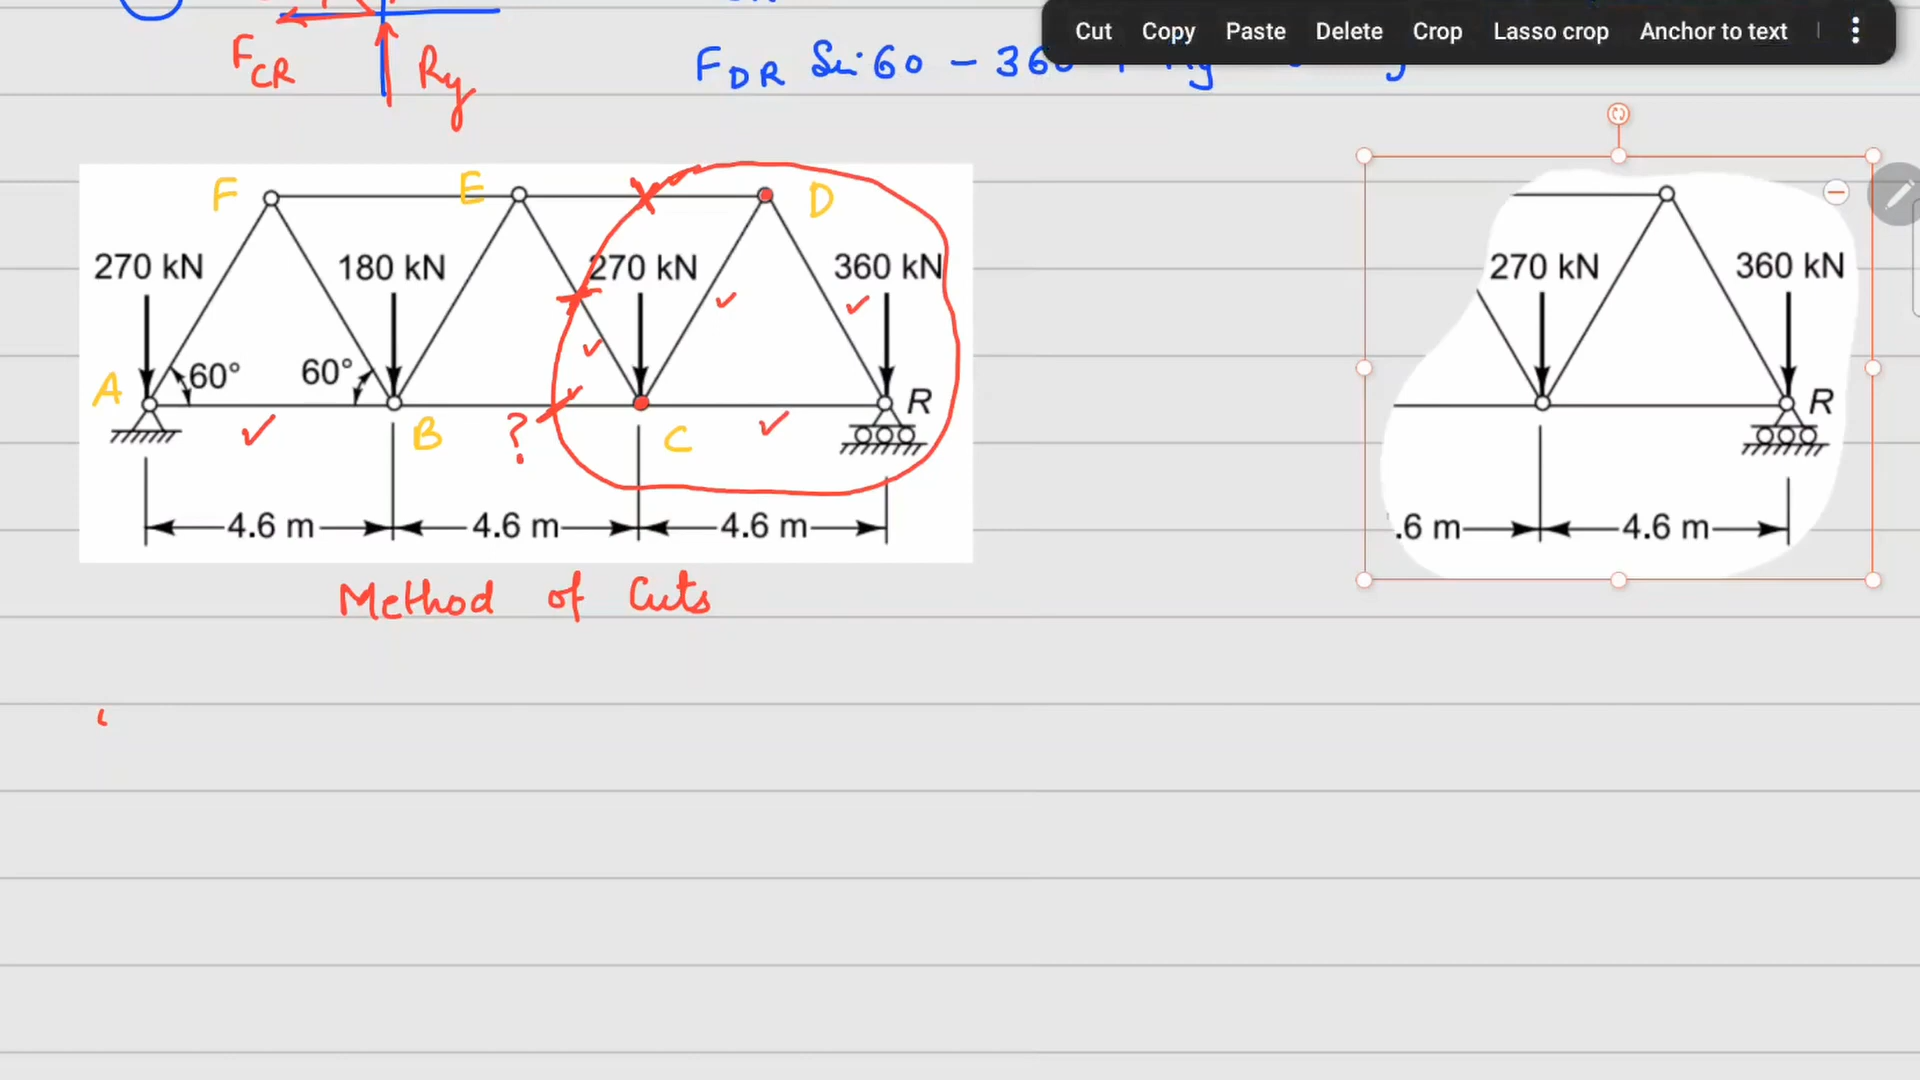 Cut Copy Paste Delete Crop Lasso crop Anchor to text
F_CR R_y
F_DR Sin 60 - 360
F E D
270 kN 180 kN 270 kN 360 kN
A 60° 60° R
B ? C
4.6 m 4.6 m 4.6 m
Method of Cuts
270 kN 360 kN
R
.6 m 4.6 m